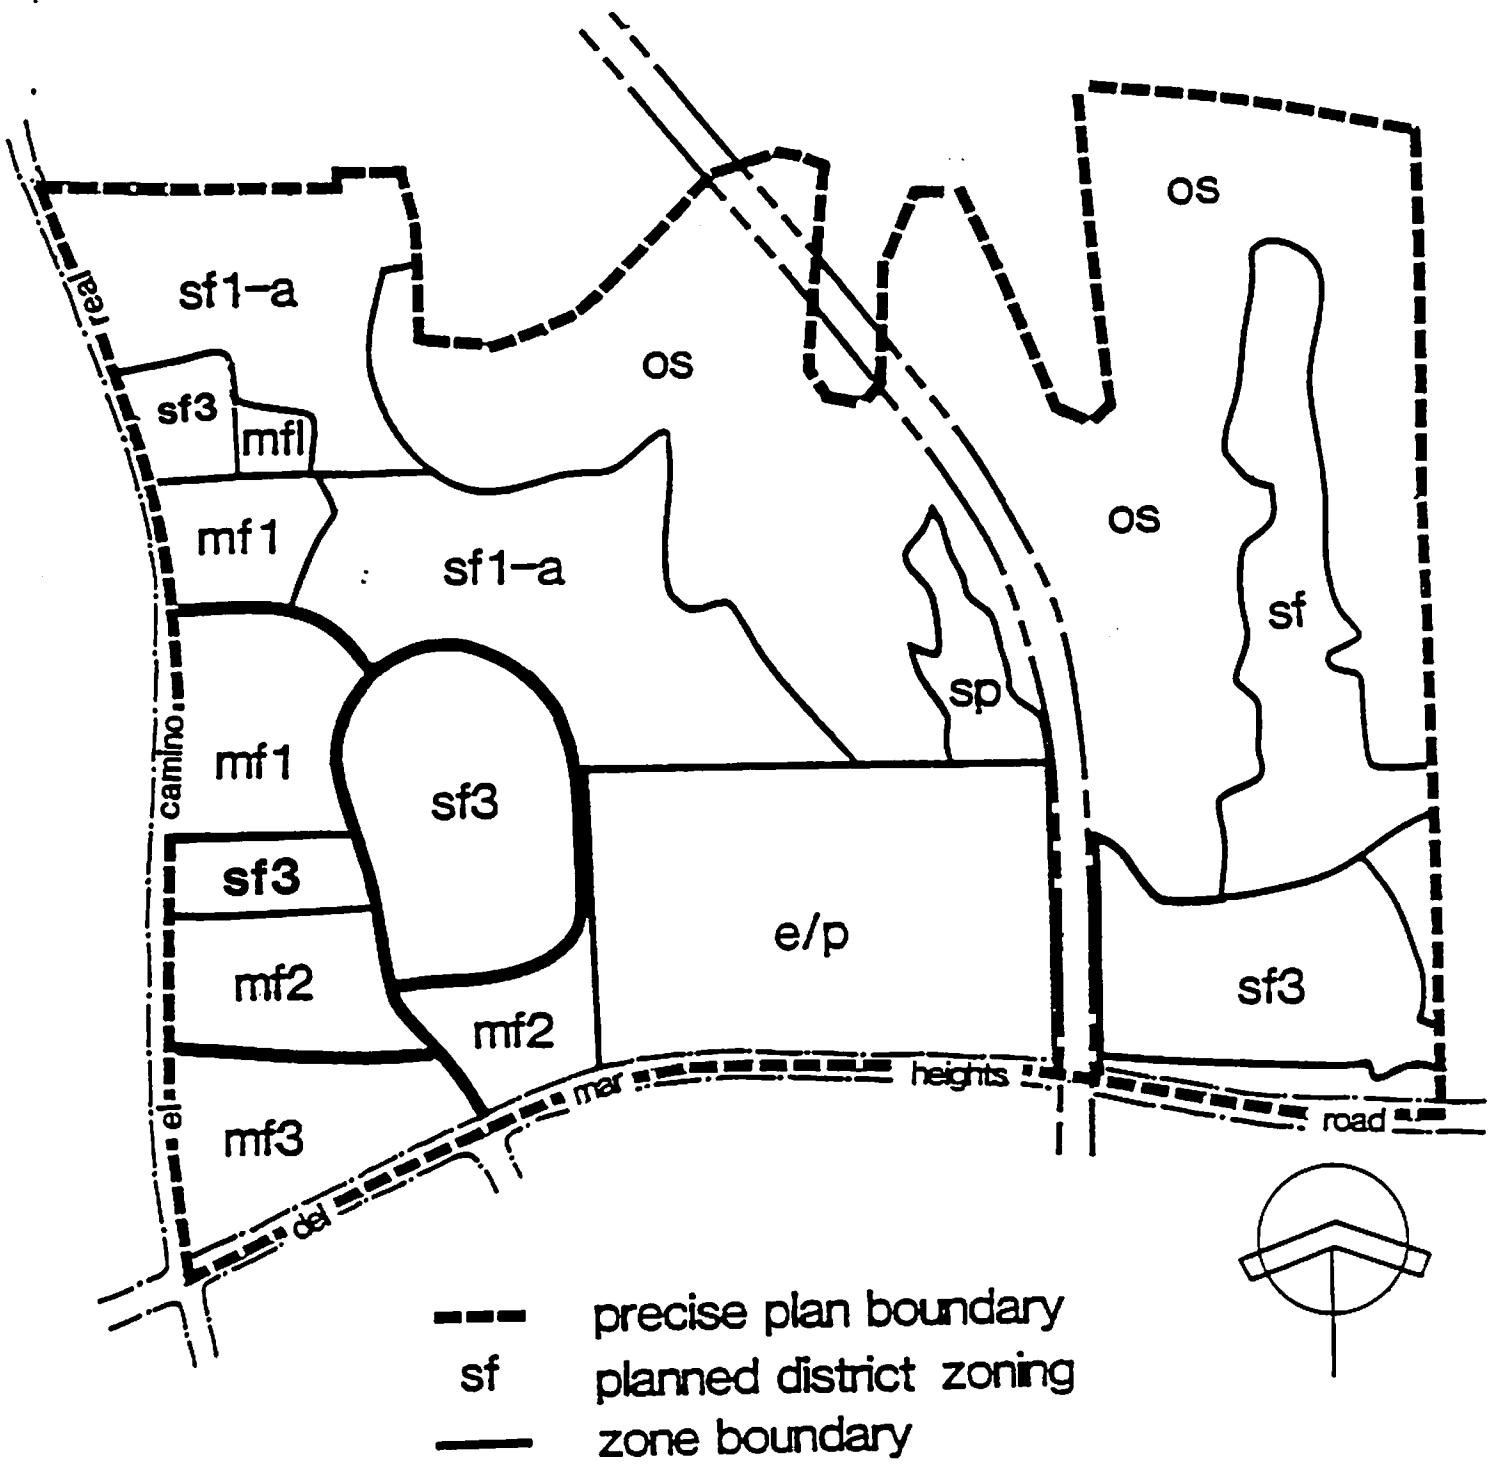 os
real
sf1-a
os
sf3
mfl
mf1
sf1-a
os
sf
sp
camino
mf1
sf3
sf3
e/p
mf2
mf2
sf3
el
mar
heights
road
mf3
del
precise plan boundary
sf planned district zoning
zone boundary